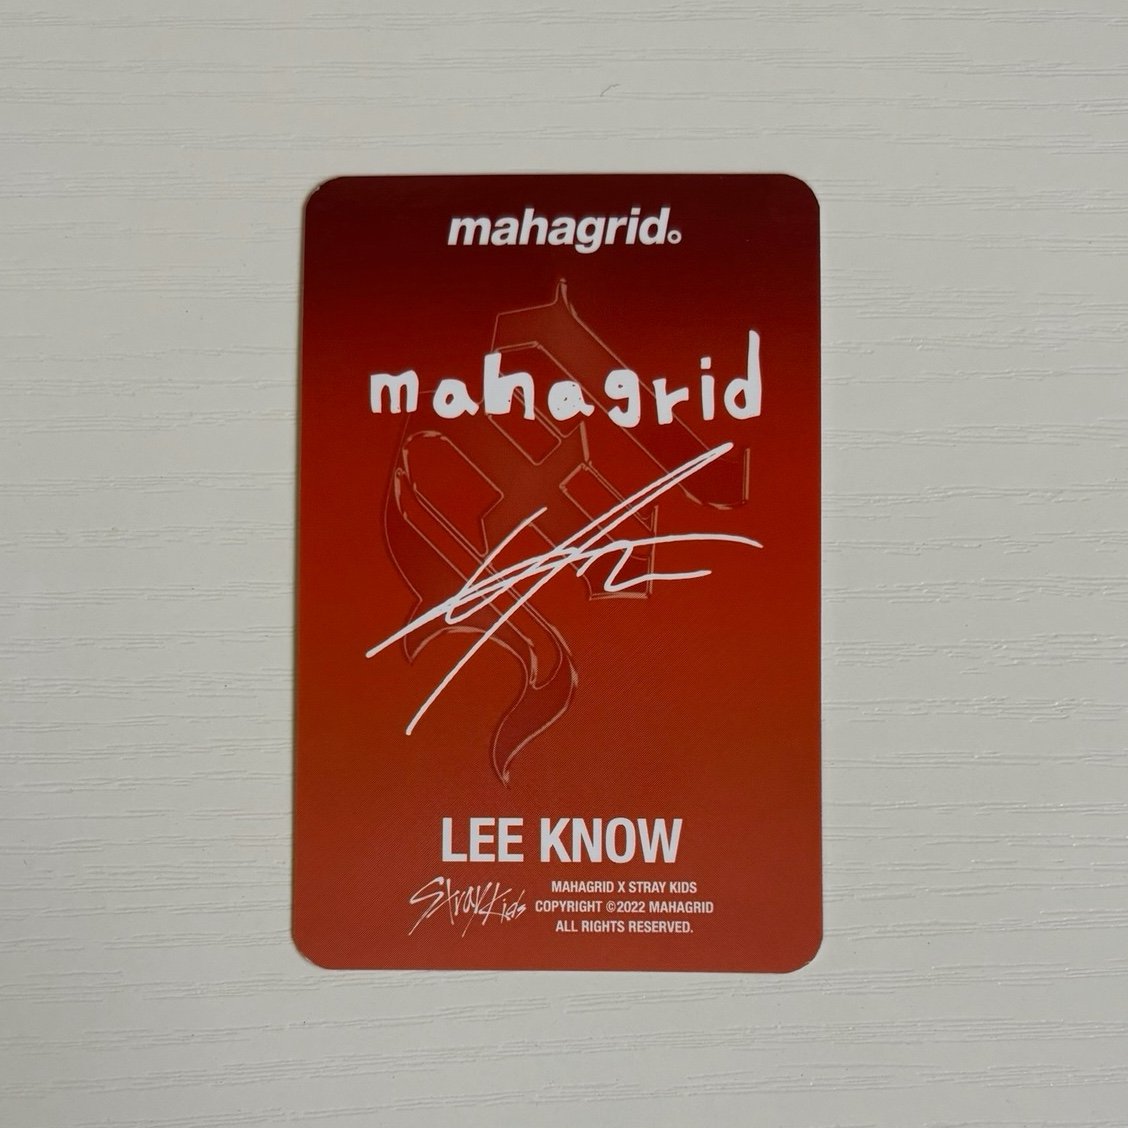 mahagrid
mahagrid
LEE KNOW
Stray Kids
MAHAGRID X STRAY KIDS
COPYRIGHT ©2022 MAHAGRID
ALL RIGHTS RESERVED.